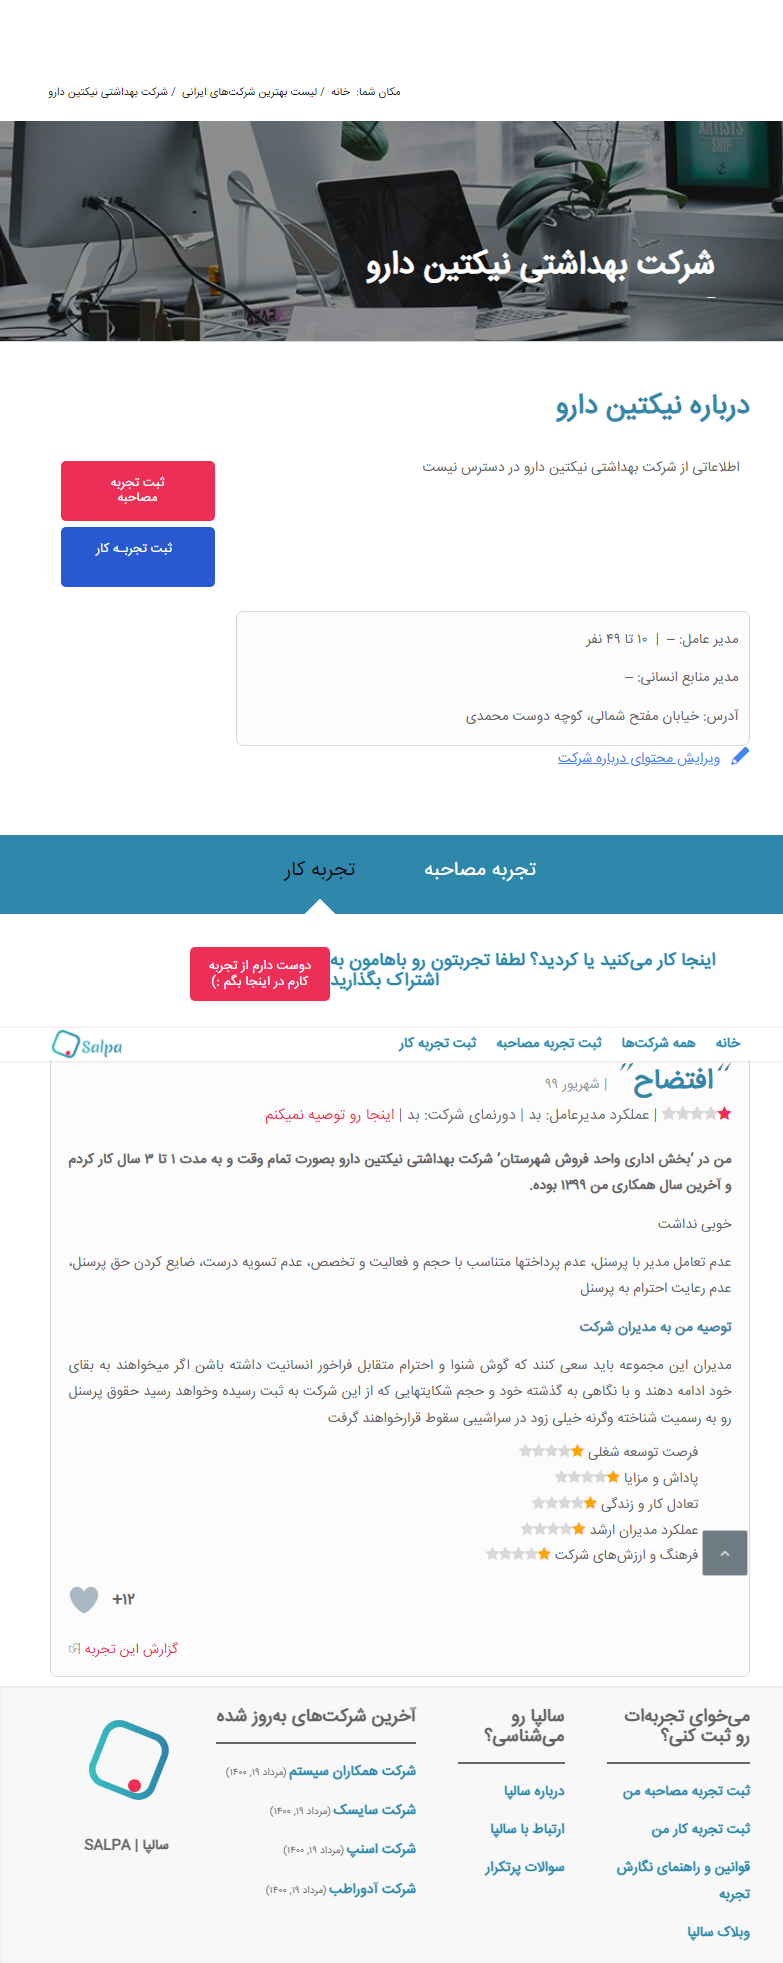 مکان شما: خانه / لیست بهترین شرکت‌های ایرانی / شرکت بهداشتی نیکتین دارو
ARTISTS
SHIP
شرکت بهداشتی نیکتین دارو
–
درباره نیکتین دارو
اطلاعاتی از شرکت بهداشتی نیکتین دارو در دسترس نیست
ثبت تجربه
مصاحبه
ثبت تجربـه کار
مدیر عامل: – | ۱۰ تا ۴۹ نفر
مدیر منابع انسانی: –
آدرس: خیابان مفتح شمالی، کوچه دوست محمدی
ویرایش محتوای درباره شرکت
تجربه مصاحبه
تجربه کار
اینجا کار می‌کنید یا کردید؟ لطفا تجربتون رو باهامون به
اشتراک بگذارید
دوست دارم از تجربه
کارم در اینجا بگم :)
خانه
همه شرکت‌ها
ثبت تجربه مصاحبه
ثبت تجربه کار
Salpa
”افتضاح” | شهریور ۹۹
| عملکرد مدیرعامل: بد | دورنمای شرکت: بد | اینجا رو توصیه نمیکنم
من در ‘بخش اداری واحد فروش شهرستان’ شرکت بهداشتی نیکتین دارو بصورت تمام وقت و به مدت ۱ تا ۳ سال کار کردم
و آخرین سال همکاری من ۱۳۹۹ بوده.
خوبی نداشت
عدم تعامل مدیر با پرسنل، عدم پرداختها متناسب با حجم و فعالیت و تخصص، عدم تسویه درست، ضایع کردن حق پرسنل،
عدم رعایت احترام به پرسنل
توصیه من به مدیران شرکت
مدیران این مجموعه باید سعی کنند که گوش شنوا و احترام متقابل فراخور انسانیت داشته باشن اگر میخواهند به بقای
خود ادامه دهند و با نگاهی به گذشته خود و حجم شکایتهایی که از این شرکت به ثبت رسیده وخواهد رسید حقوق پرسنل
رو به رسمیت شناخته وگرنه خیلی زود در سراشیبی سقوط قرارخواهند گرفت
فرصت توسعه شغلی
پاداش و مزایا
تعادل کار و زندگی
عملکرد مدیران ارشد
فرهنگ و ارزش‌های شرکت
+۱۲
گزارش این تجربه
می‌خوای تجربه‌ات
رو ثبت کنی؟
ثبت تجربه مصاحبه من
ثبت تجربه کار من
قوانین و راهنمای نگارش
تجربه
وبلاگ سالپا
سالپا رو
می‌شناسی؟
درباره سالپا
ارتباط با سالپا
سوالات پرتکرار
آخرین شرکت‌های به‌روز شده
شرکت همکاران سیستم (مرداد ۱۹, ۱۴۰۰)
شرکت سایسک (مرداد ۱۹, ۱۴۰۰)
شرکت اسنپ (مرداد ۱۹, ۱۴۰۰)
شرکت آدوراطب (مرداد ۱۹, ۱۴۰۰)
سالپا | SALPA